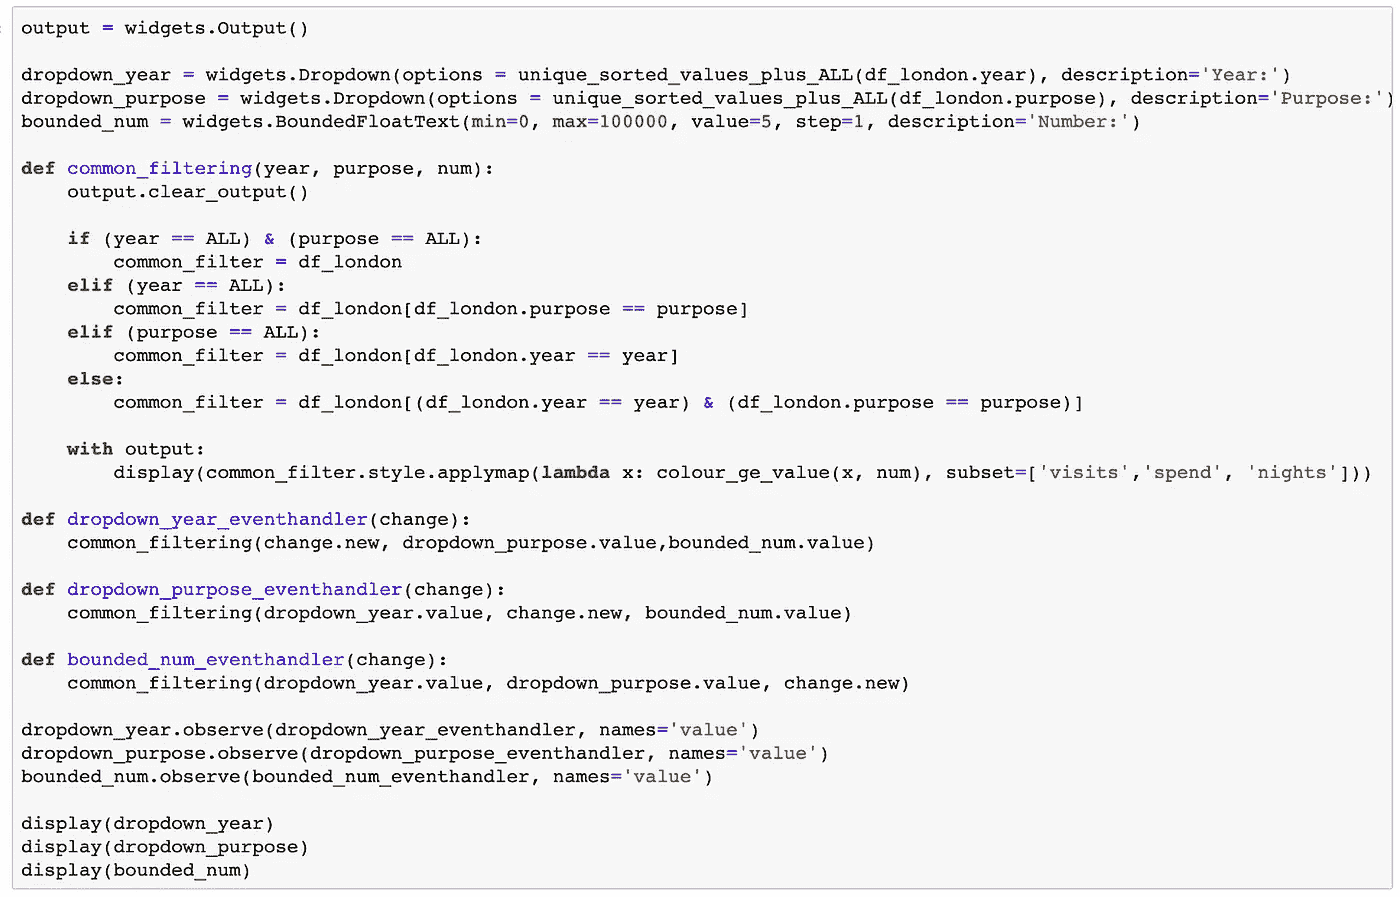 output = widgets.Output()

dropdown_year = widgets.Dropdown(options = unique_sorted_values_plus_ALL(df_london.year), description='Year:')
dropdown_purpose = widgets.Dropdown(options = unique_sorted_values_plus_ALL(df_london.purpose), description='Purpose:')
bounded_num = widgets.BoundedFloatText(min=0, max=100000, value=5, step=1, description='Number:')

def common_filtering(year, purpose, num):
    output.clear_output()

    if (year == ALL) & (purpose == ALL):
        common_filter = df_london
    elif (year == ALL):
        common_filter = df_london[df_london.purpose == purpose]
    elif (purpose == ALL):
        common_filter = df_london[df_london.year == year]
    else:
        common_filter = df_london[(df_london.year == year) & (df_london.purpose == purpose)]

    with output:
        display(common_filter.style.applymap(lambda x: colour_ge_value(x, num), subset=['visits','spend', 'nights']))

def dropdown_year_eventhandler(change):
    common_filtering(change.new, dropdown_purpose.value,bounded_num.value)

def dropdown_purpose_eventhandler(change):
    common_filtering(dropdown_year.value, change.new, bounded_num.value)

def bounded_num_eventhandler(change):
    common_filtering(dropdown_year.value, dropdown_purpose.value, change.new)

dropdown_year.observe(dropdown_year_eventhandler, names='value')
dropdown_purpose.observe(dropdown_purpose_eventhandler, names='value')
bounded_num.observe(bounded_num_eventhandler, names='value')

display(dropdown_year)
display(dropdown_purpose)
display(bounded_num)